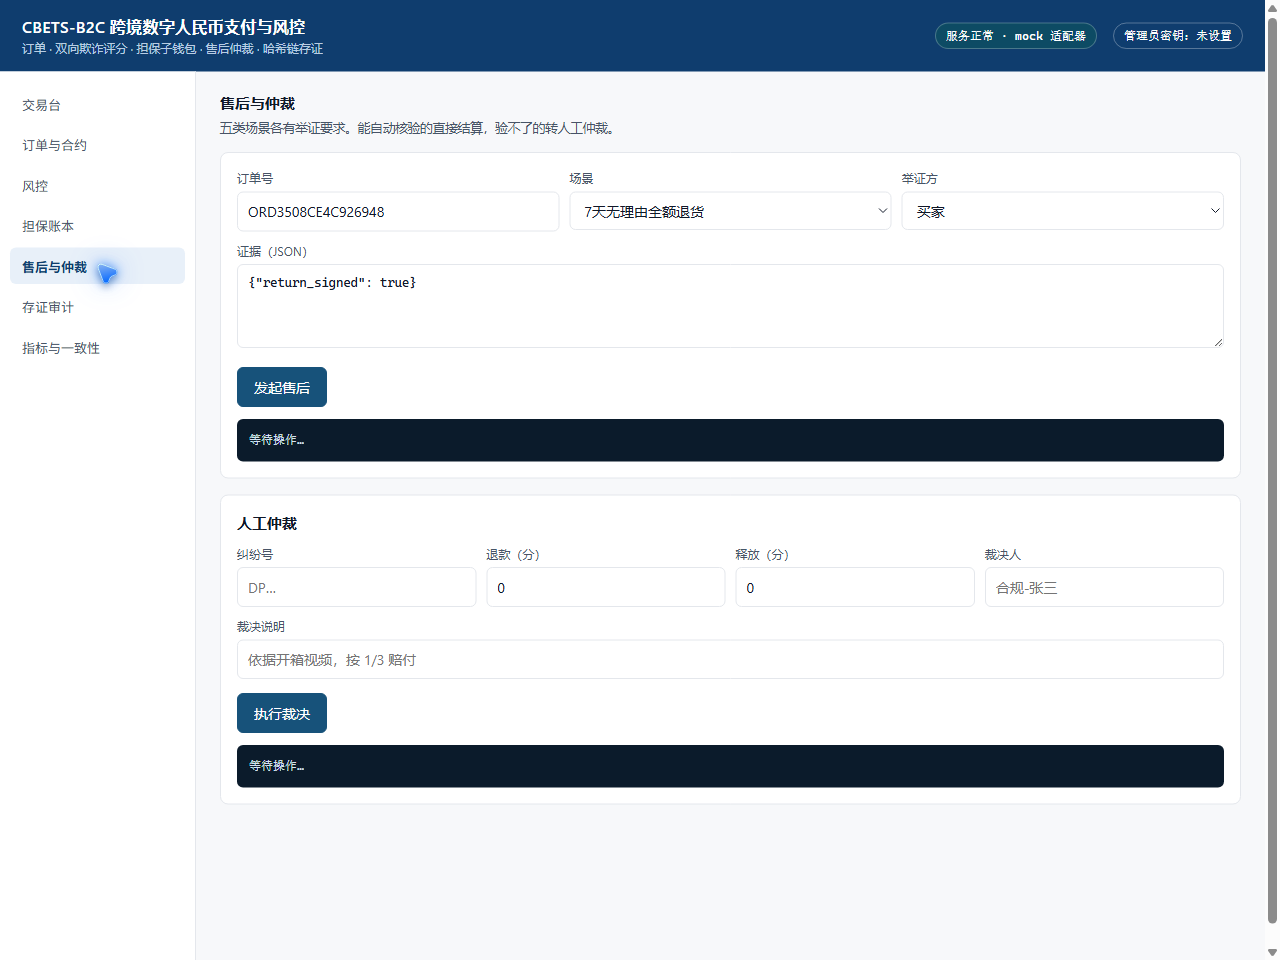 CBETS-B2C 跨境数字人民币支付与风控
订单 · 双向欺诈评分 · 担保子钱包 · 售后仲裁 · 哈希链存证
服务正常 · mock 适配器
管理员密钥: 未设置
交易台
订单与合约
风控
担保账本
售后与仲裁
存证审计
指标与一致性
售后与仲裁
五类场景各有举证要求。能自动核验的直接结算，验不了的转人工仲裁。
订单号
场景
举证方
ORD3508CE4C926948
7天无理由全额退货
买家
证据（JSON）
{"return_signed": true}
发起售后
等待操作…
人工仲裁
纠纷号
退款（分）
释放（分）
裁决人
DP...
0
0
合规-张三
裁决说明
依据开箱视频，按 1/3 赔付
执行裁决
等待操作…